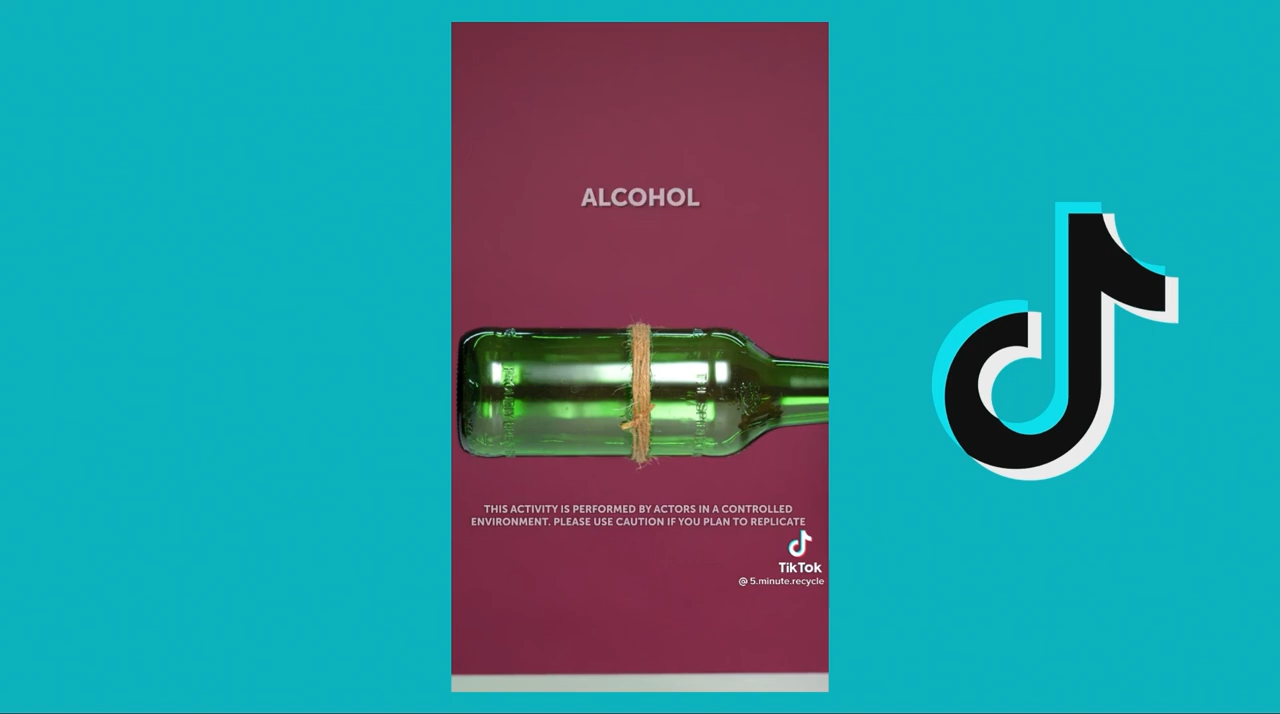 ALCOHOL
THIS ACTIVITY IS PERFORMED BY ACTORS IN A CONTROLLED
ENVIRONMENT. PLEASE USE CAUTION IF YOU PLAN TO REPLICATE
TikTok
@ 5.minute.recycle